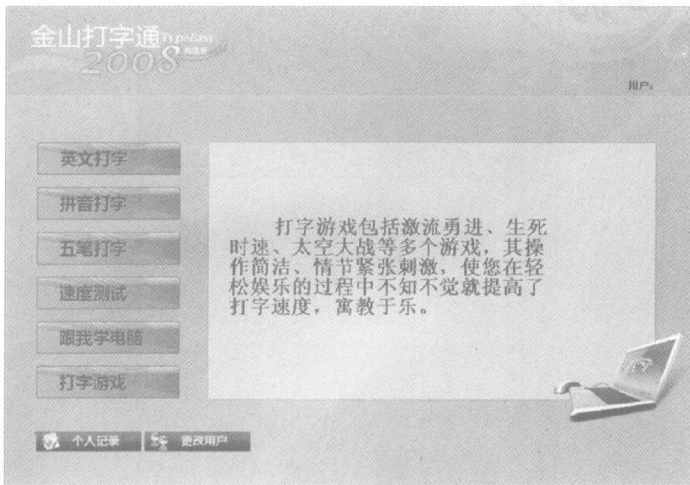 金山打字通 TypeEasy
2008
用户:
英文打字
拼音打字
五笔打字
速度测试
跟我学电脑
打字游戏
打字游戏包括激流勇进、生死
时速、太空大战等多个游戏，其操
作简洁、情节紧张刺激，使您在轻
松娱乐的过程中不知不觉就提高了
打字速度，寓教于乐。
个人记录
更改用户